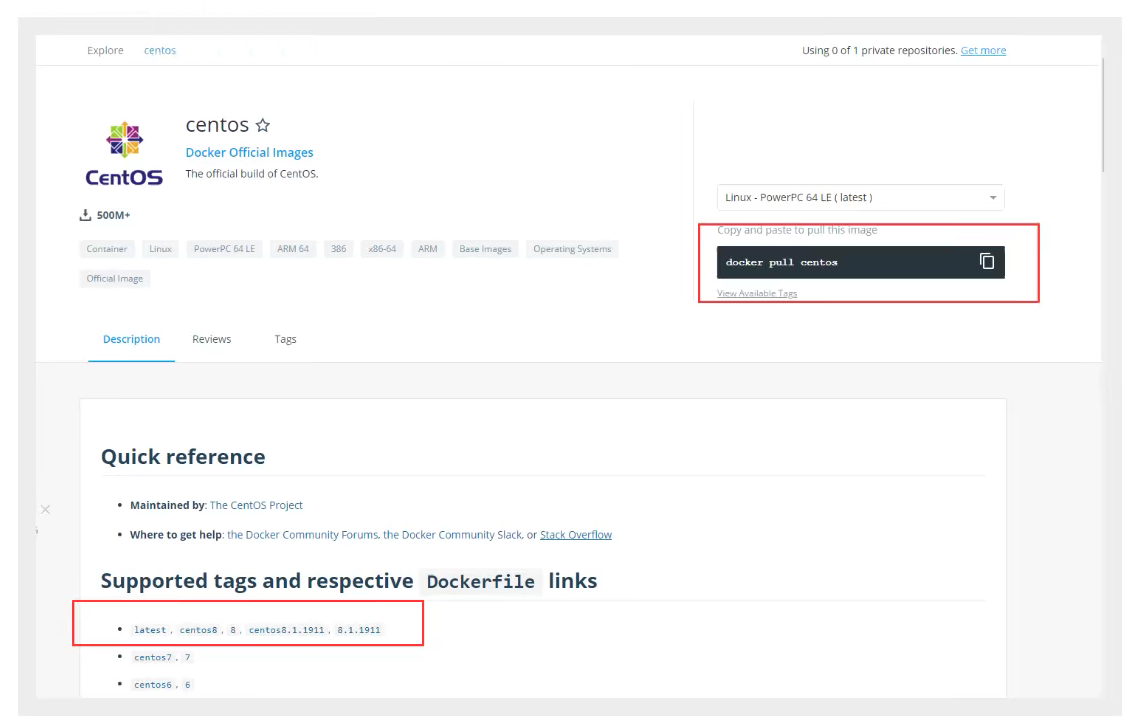 Explore centos
Using 0 of 1 private repositories. Get more
centos
Docker Official Images
The official build of CentOS.
CentOS
500M+
Container Linux PowerPC 64 LE ARM 64 386 x86-64 ARM Base Images Operating Systems
Official Image
Linux - PowerPC 64 LE ( latest )
Copy and paste to pull this image
docker pull centos
View Available Tags
Description Reviews Tags
Quick reference
• Maintained by: The CentOS Project
• Where to get help: the Docker Community Forums, the Docker Community Slack, or Stack Overflow
Supported tags and respective Dockerfile links
• latest, centos8, 8, centos8.1.1911, 8.1.1911
• centos7, 7
• centos6, 6